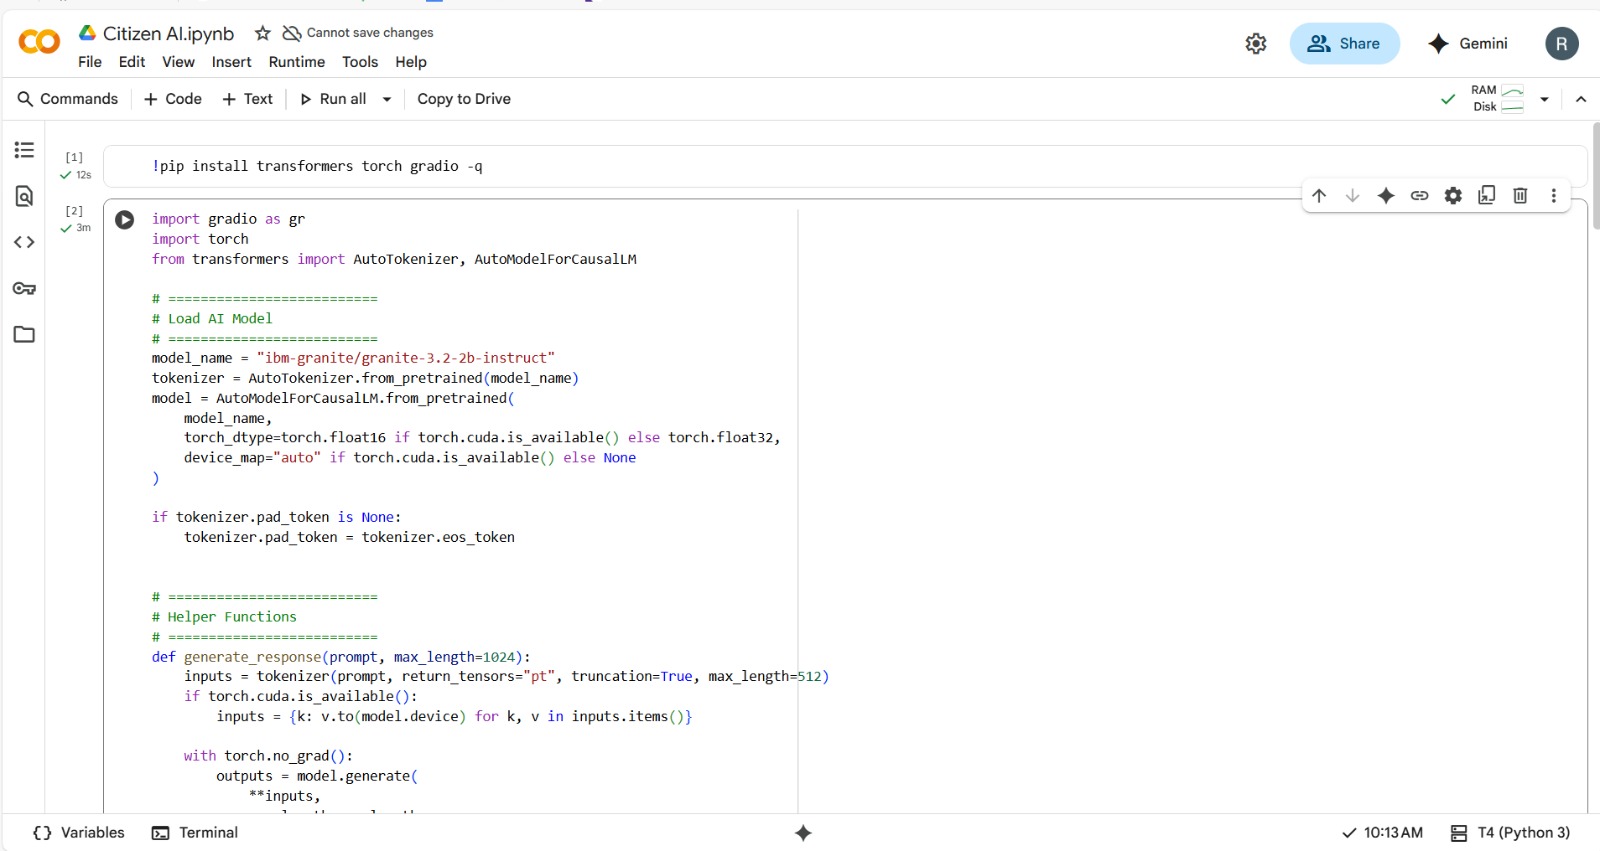 Citizen AI.ipynb
Cannot save changes
Share
Gemini
R
File Edit View Insert Runtime Tools Help
Commands + Code + Text Run all Copy to Drive
RAM
Disk
[1]
12s
!pip install transformers torch gradio -q
[2]
3m
import gradio as gr
import torch
from transformers import AutoTokenizer, AutoModelForCausalLM
# ==========================
# Load AI Model
# ==========================
model_name = "ibm-granite/granite-3.2-2b-instruct"
tokenizer = AutoTokenizer.from_pretrained(model_name)
model = AutoModelForCausalLM.from_pretrained(
    model_name,
    torch_dtype=torch.float16 if torch.cuda.is_available() else torch.float32,
    device_map="auto" if torch.cuda.is_available() else None
)
if tokenizer.pad_token is None:
    tokenizer.pad_token = tokenizer.eos_token
# ==========================
# Helper Functions
# ==========================
def generate_response(prompt, max_length=1024):
    inputs = tokenizer(prompt, return_tensors="pt", truncation=True, max_length=512)
    if torch.cuda.is_available():
        inputs = {k: v.to(model.device) for k, v in inputs.items()}
    with torch.no_grad():
        outputs = model.generate(
            **inputs,
{} Variables Terminal
10:13 AM T4 (Python 3)